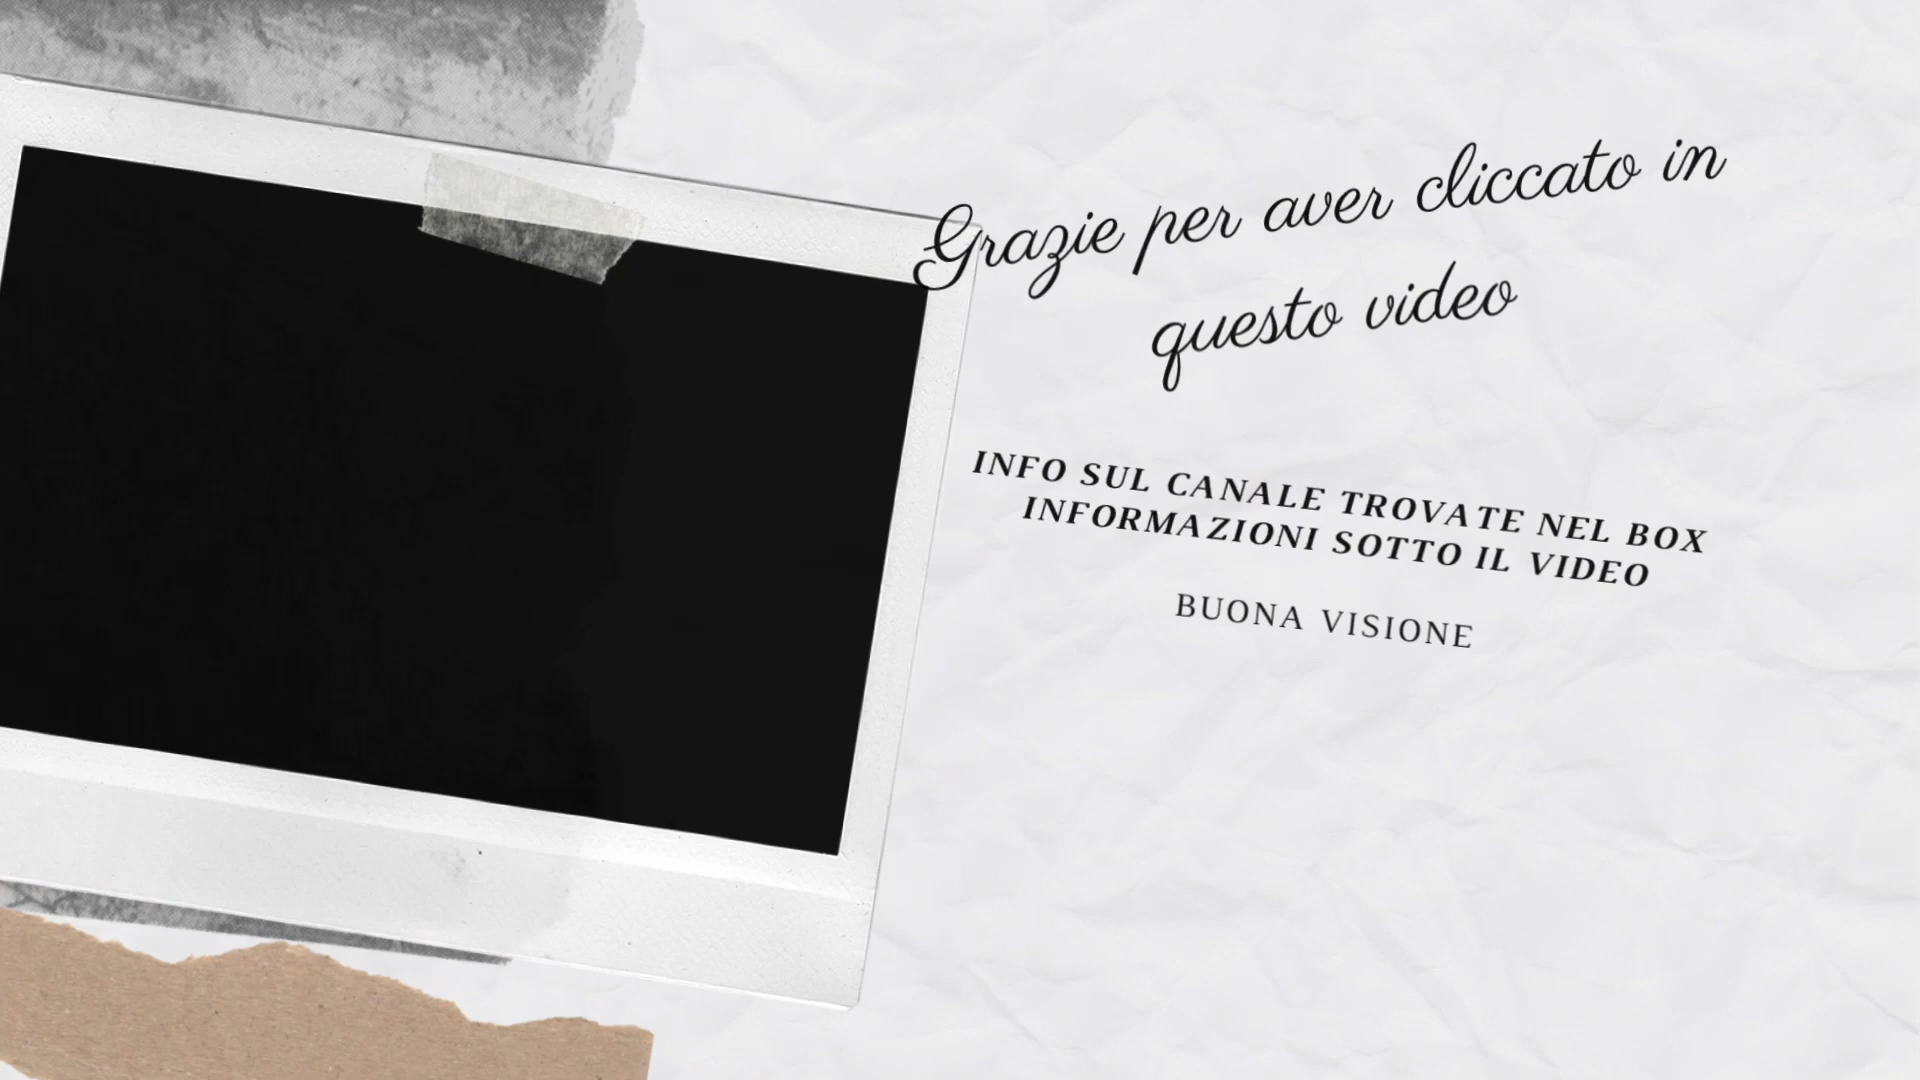 Grazie per aver cliccato in
questo video
INFO SUL CANALE TROVATE NEL BOX
INFORMAZIONI SOTTO IL VIDEO
BUONA VISIONE